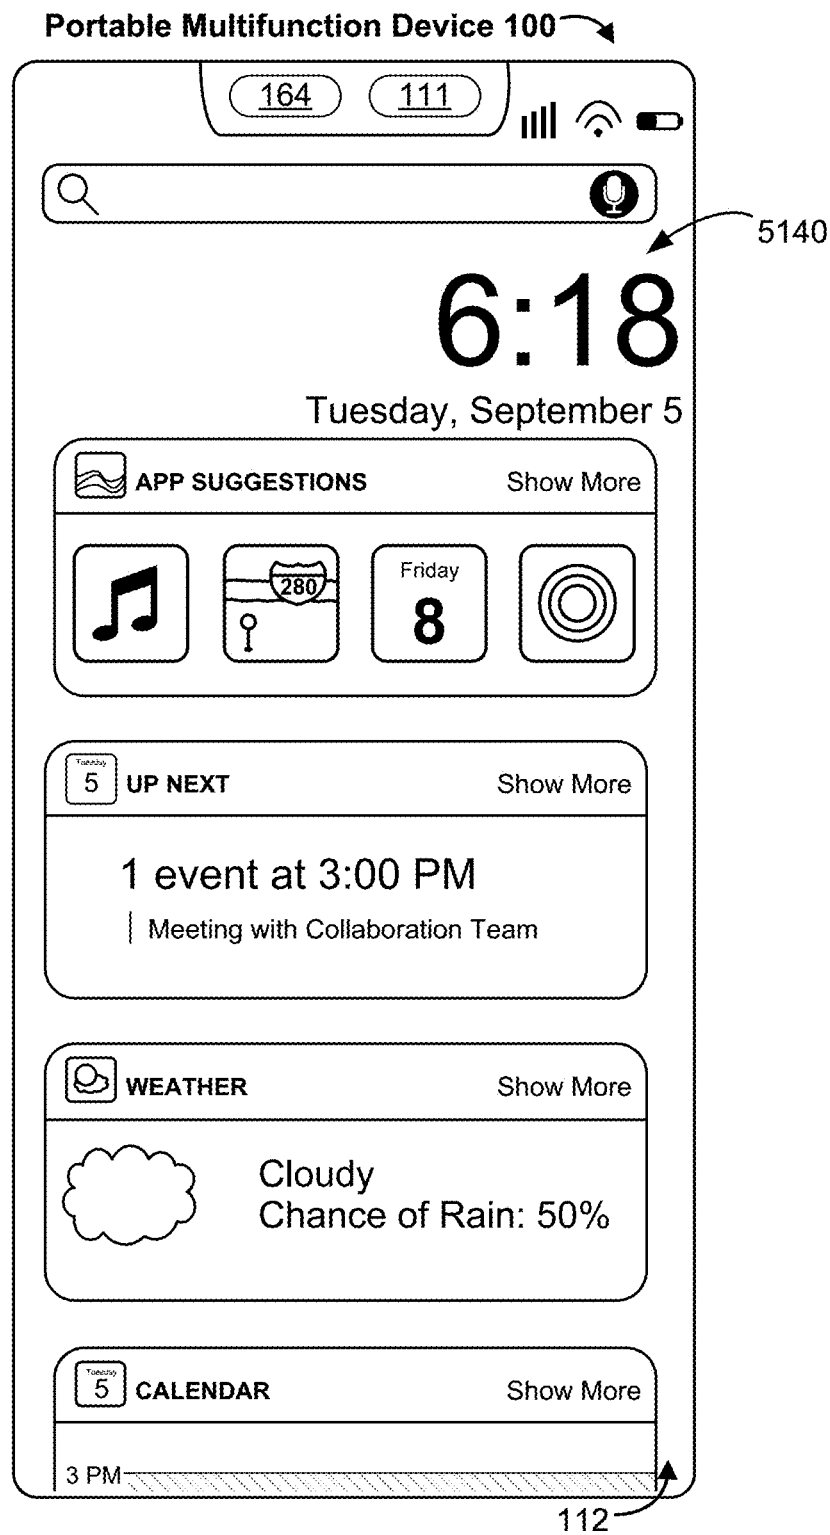 Portable Multifunction Device 100
164 111
5140
6:18
Tuesday, September 5
APP SUGGESTIONS Show More
280
Friday
8
Tuesday
5 UP NEXT Show More
1 event at 3:00 PM
Meeting with Collaboration Team
WEATHER Show More
Cloudy
Chance of Rain: 50%
Tuesday
5 CALENDAR Show More
3 PM
112